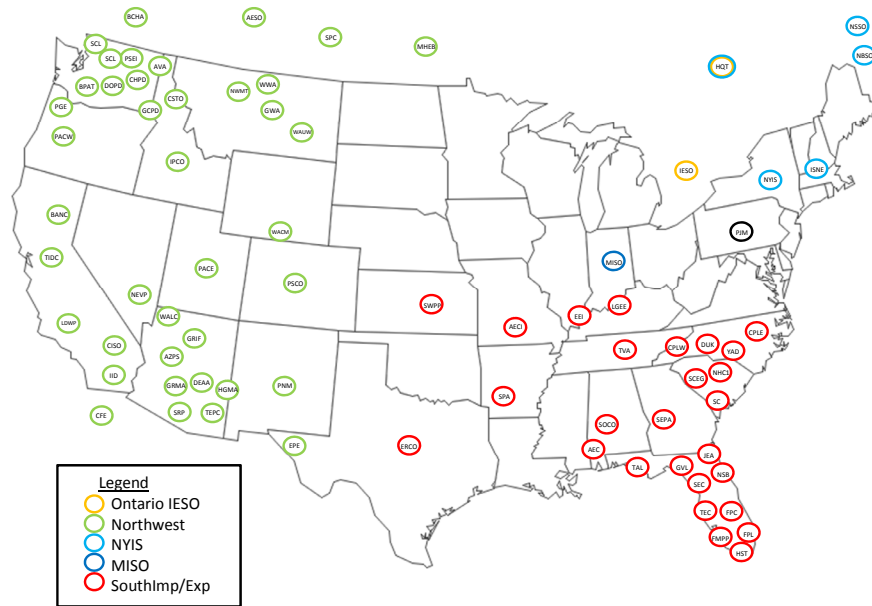 BCHA
AESO
SPC
MHEB
NSSO
NBSO
HQT
SCL
SCL
PSEI
AVA
BPAT
DOPD
CHPD
CSTO
NWMT
WWA
GWA
WAUW
PGE
GCPD
PACW
IPCO
IESO
NYIS
ISNE
BANC
WACM
PJM
TIDC
PACE
PSCO
MISO
NEVP
SWPP
LGEE
LDWP
WALC
EEI
AECI
CPLE
CISO
GRIF
AZPS
TVA
CPLW
DUK
YAD
IID
GRMA
DEAA
HGMA
PNM
SPA
SCEG
NHC1
SC
CFE
SRP
TEPC
SOCO
SEPA
EPE
ERCO
AEC
JEA
TAL
GVL
NSB
SEC
TEC
FPC
FMPP
FPL
HST
Legend
Ontario IESO
Northwest
NYIS
MISO
SouthImp/Exp